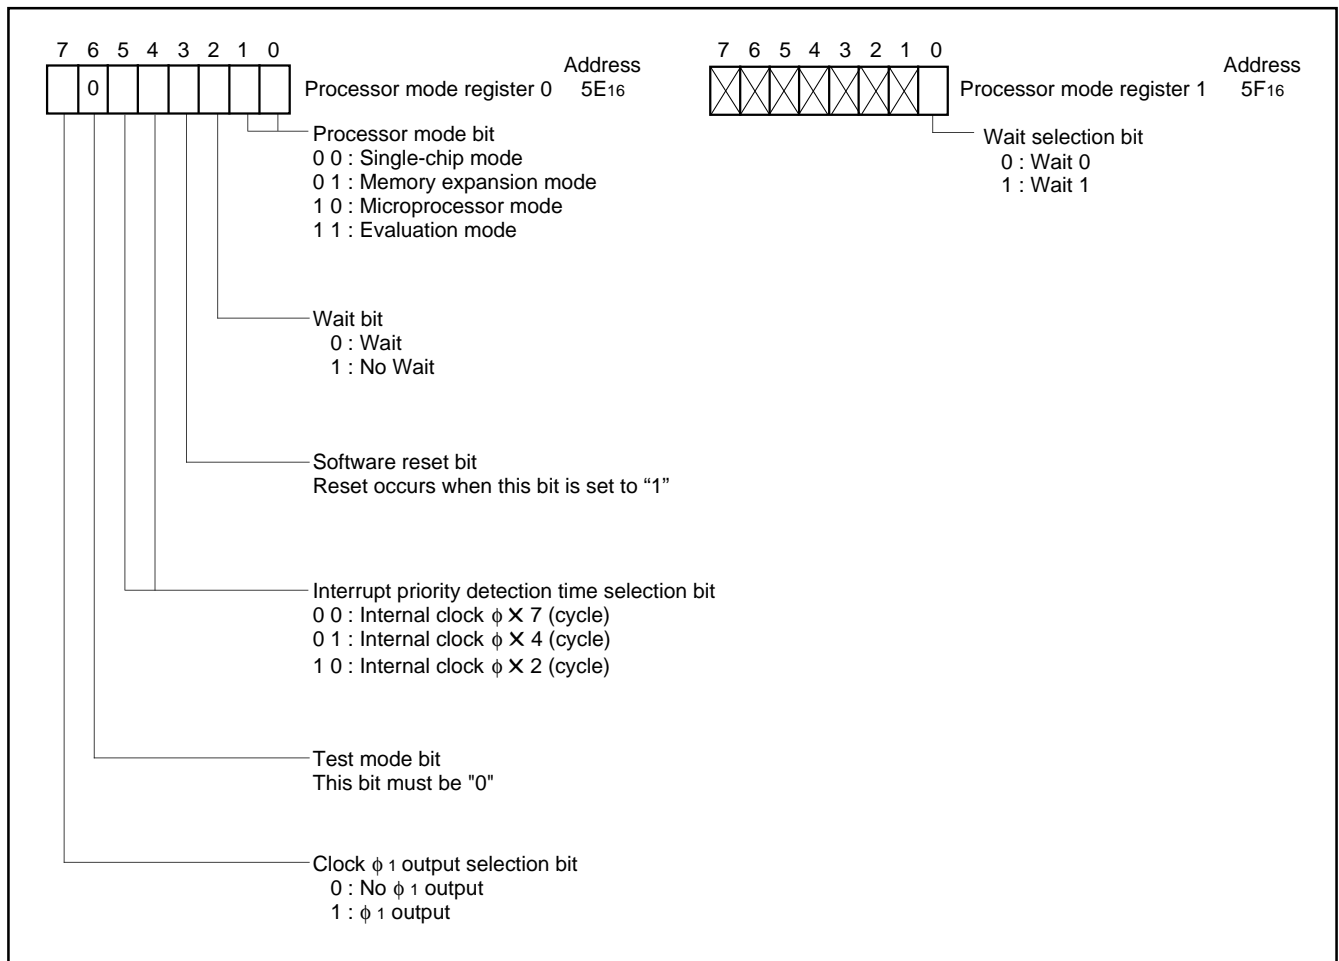 7 6 5 4 3 2 1 0
Address
0
Processor mode register 0 5E16
Processor mode bit
0 0 : Single-chip mode
0 1 : Memory expansion mode
1 0 : Microprocessor mode
1 1 : Evaluation mode
Wait bit
0 : Wait
1 : No Wait
Software reset bit
Reset occurs when this bit is set to “1”
Interrupt priority detection time selection bit
0 0 : Internal clock ϕ ✕ 7 (cycle)
0 1 : Internal clock ϕ ✕ 4 (cycle)
1 0 : Internal clock ϕ ✕ 2 (cycle)
Test mode bit
This bit must be "0"
Clock ϕ 1 output selection bit
0 : No ϕ 1 output
1 : ϕ 1 output
7 6 5 4 3 2 1 0
Address
Processor mode register 1 5F16
Wait selection bit
0 : Wait 0
1 : Wait 1